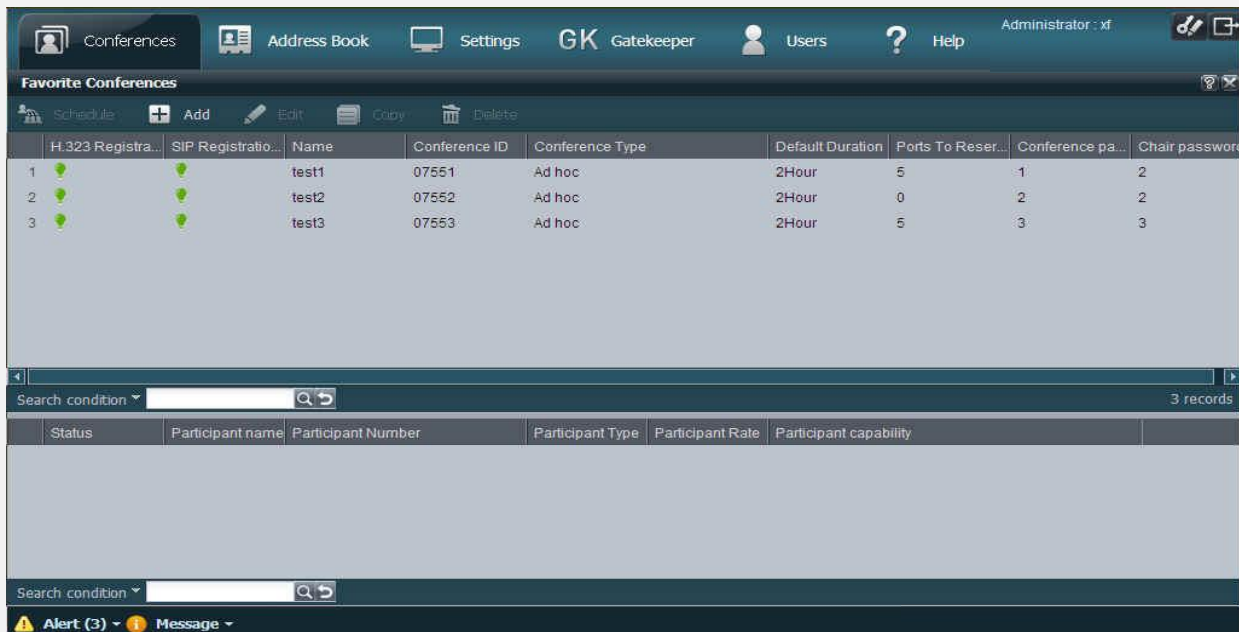 Conferences Address Book Settings GK Gatekeeper Users ? Help Administrator : xf
Favorite Conferences
Schedule Add Edit Copy Delete
H.323 Registra... SIP Registratio... Name Conference ID Conference Type Default Duration Ports To Reser... Conference pa... Chair password
1 test1 07551 Ad hoc 2Hour 5 1 2
2 test2 07552 Ad hoc 2Hour 0 2 2
3 test3 07553 Ad hoc 2Hour 5 3 3
Search condition 3 records
Status Participant name Participant Number Participant Type Participant Rate Participant capability
Search condition
Alert (3) Message